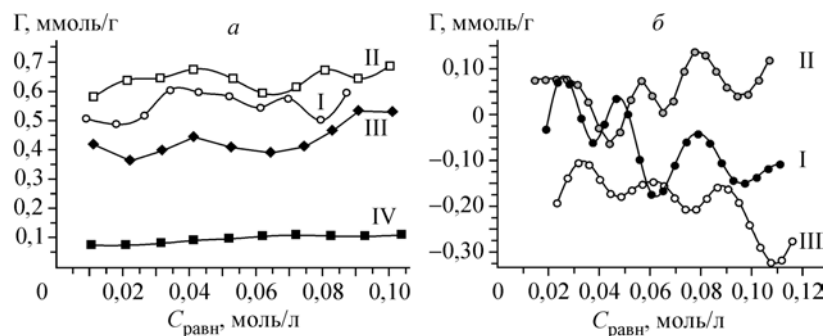 Г, ммоль/г
а
0,7
0,6
0,5
0,4
0,3
0,2
0,1
0
0,02
0,04
0,06
0,08
0,10
II
I
III
IV
Cравн, моль/л
Г, ммоль/г
б
0,10
0
−0,10
−0,20
−0,30
0
0,02
0,04
0,06
0,08
0,10
0,12
II
I
III
Cравн, моль/л